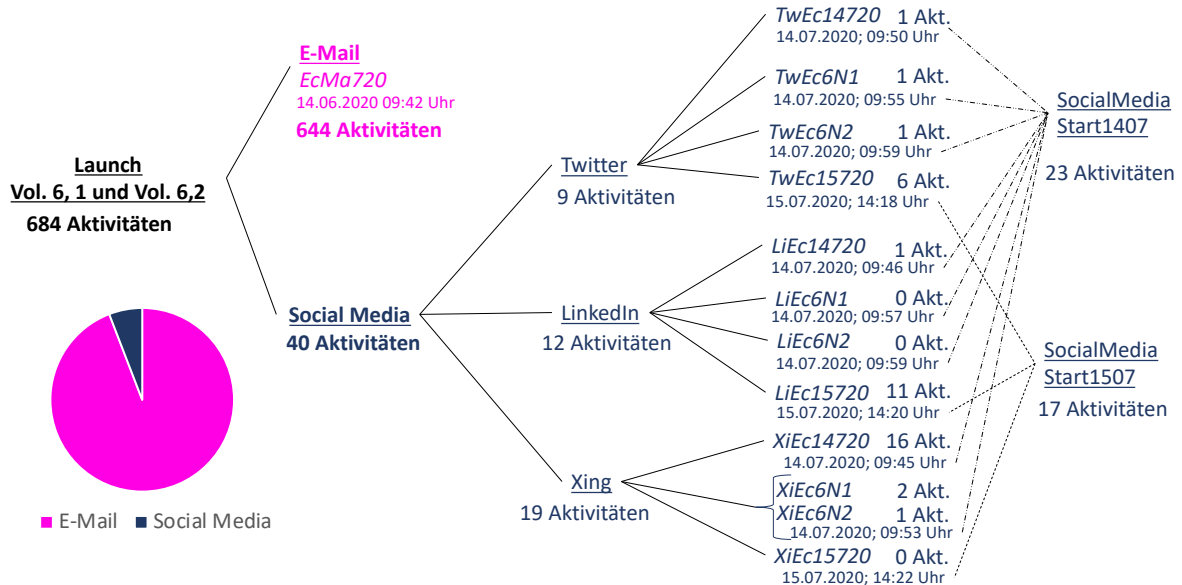 Launch
Vol. 6, 1 und Vol. 6,2
684 Aktivitäten
E-Mail
EcMa720
14.06.2020 09:42 Uhr
644 Aktivitäten
Social Media
40 Aktivitäten
Twitter
9 Aktivitäten
LinkedIn
12 Aktivitäten
Xing
19 Aktivitäten
TwEc14720 1 Akt.
14.07.2020; 09:50 Uhr
TwEc6N1 1 Akt.
14.07.2020; 09:55 Uhr
TwEc6N2 1 Akt.
14.07.2020; 09:59 Uhr
TwEc15720 6 Akt.
15.07.2020; 14:18 Uhr
LiEc14720 1 Akt.
14.07.2020; 09:46 Uhr
LiEc6N1 0 Akt.
14.07.2020; 09:57 Uhr
LiEc6N2 0 Akt.
14.07.2020; 09:59 Uhr
LiEc15720 11 Akt.
15.07.2020; 14:20 Uhr
XiEc14720 16 Akt.
14.07.2020; 09:45 Uhr
XiEc6N1 2 Akt.
XiEc6N2 1 Akt.
14.07.2020; 09:53 Uhr
XiEc15720 0 Akt.
15.07.2020; 14:22 Uhr
SocialMedia
Start1407
23 Aktivitäten
SocialMedia
Start1507
17 Aktivitäten
E-Mail
Social Media